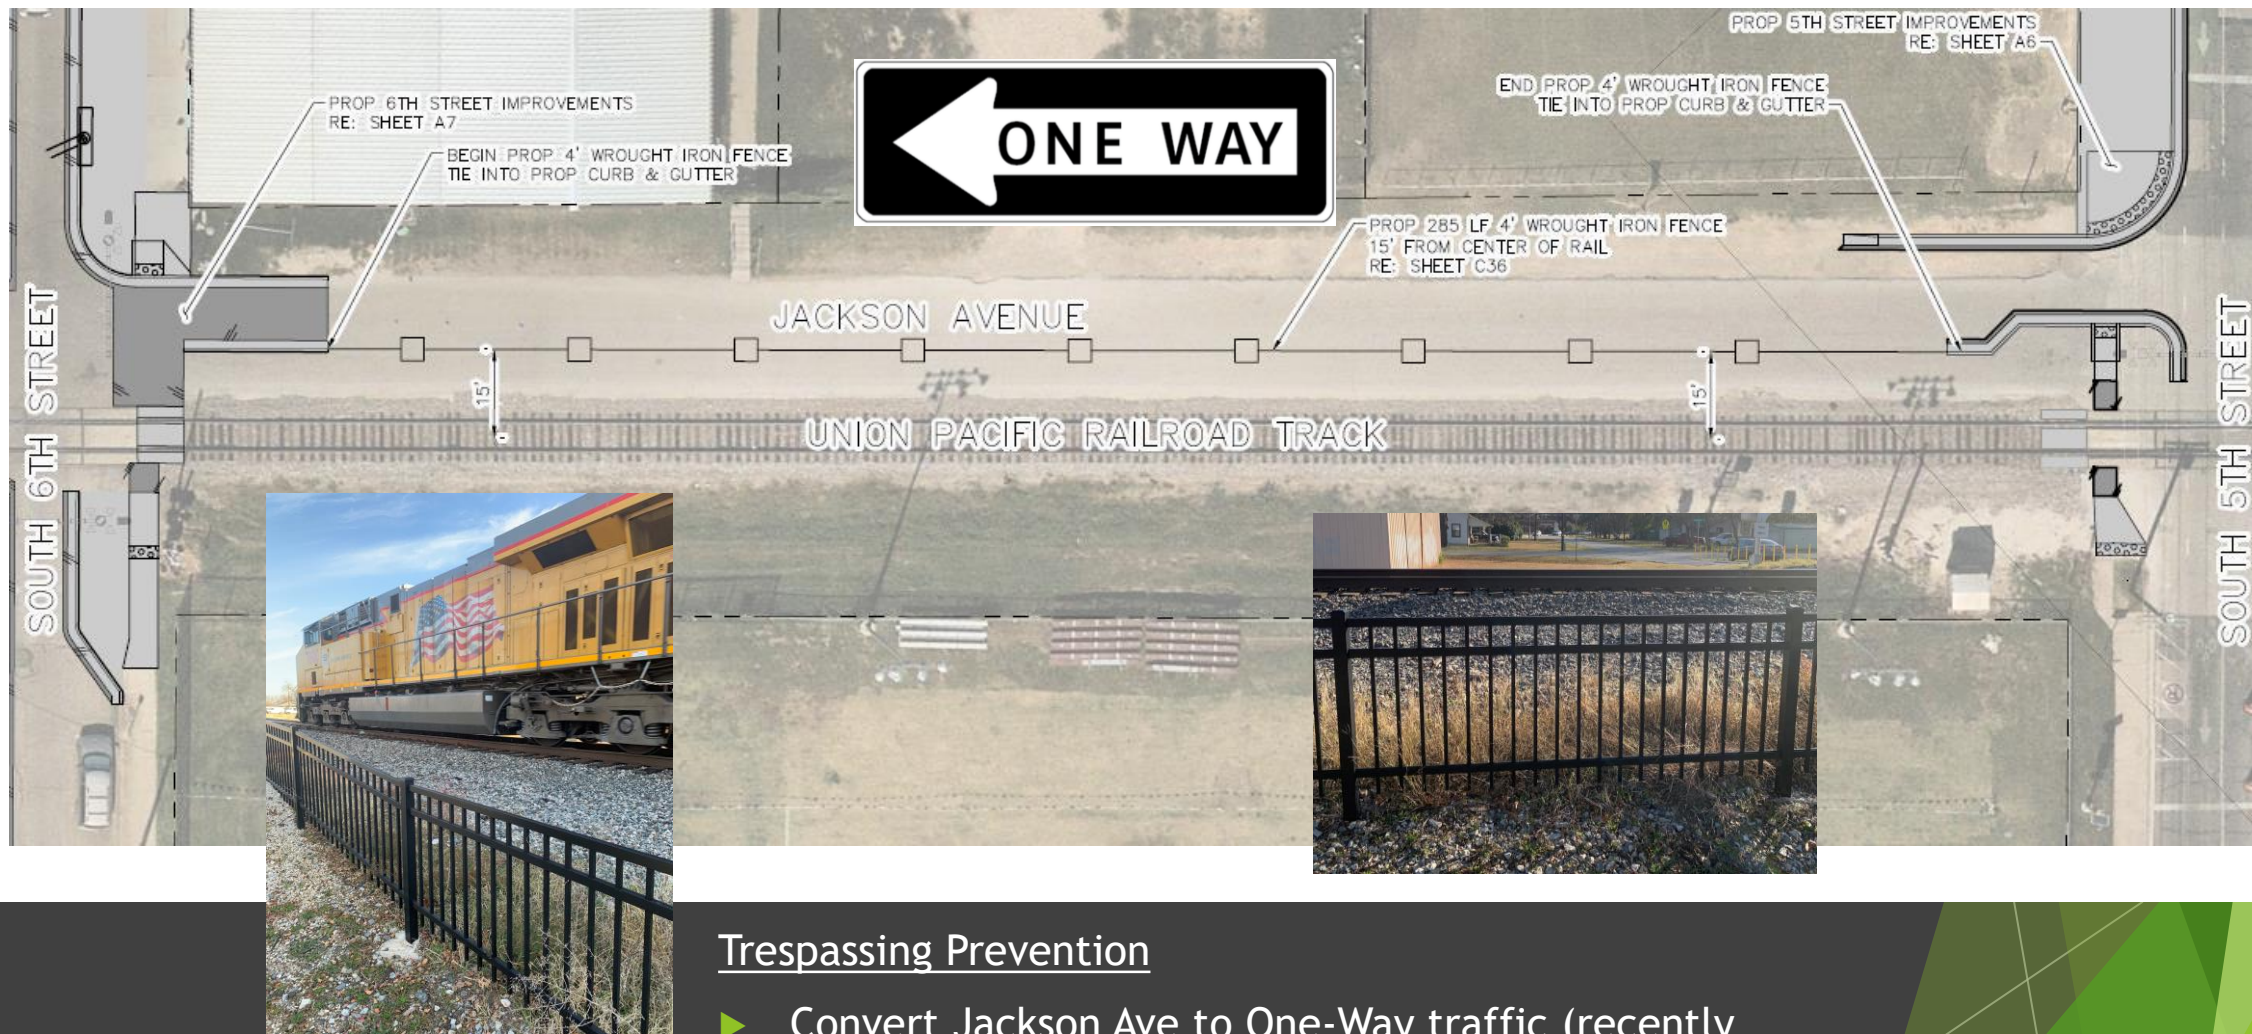 PROP 5TH STREET IMPROVEMENTS
RE: SHEET A6
PROP 6TH STREET IMPROVEMENTS
RE: SHEET A7
END PROP 4' WROUGHT IRON FENCE
TIE INTO PROP CURB & GUTTER
BEGIN PROP 4' WROUGHT IRON FENCE
TIE INTO PROP CURB & GUTTER
ONE WAY
PROP 285 LF 4' WROUGHT IRON FENCE
15' FROM CENTER OF RAIL
RE: SHEET C36
JACKSON AVENUE
15'
15'
UNION PACIFIC RAILROAD TRACK
SOUTH 6TH STREET
SOUTH 5TH STREET
Trespassing Prevention
Convert Jackson Ave to One-Way traffic (recently